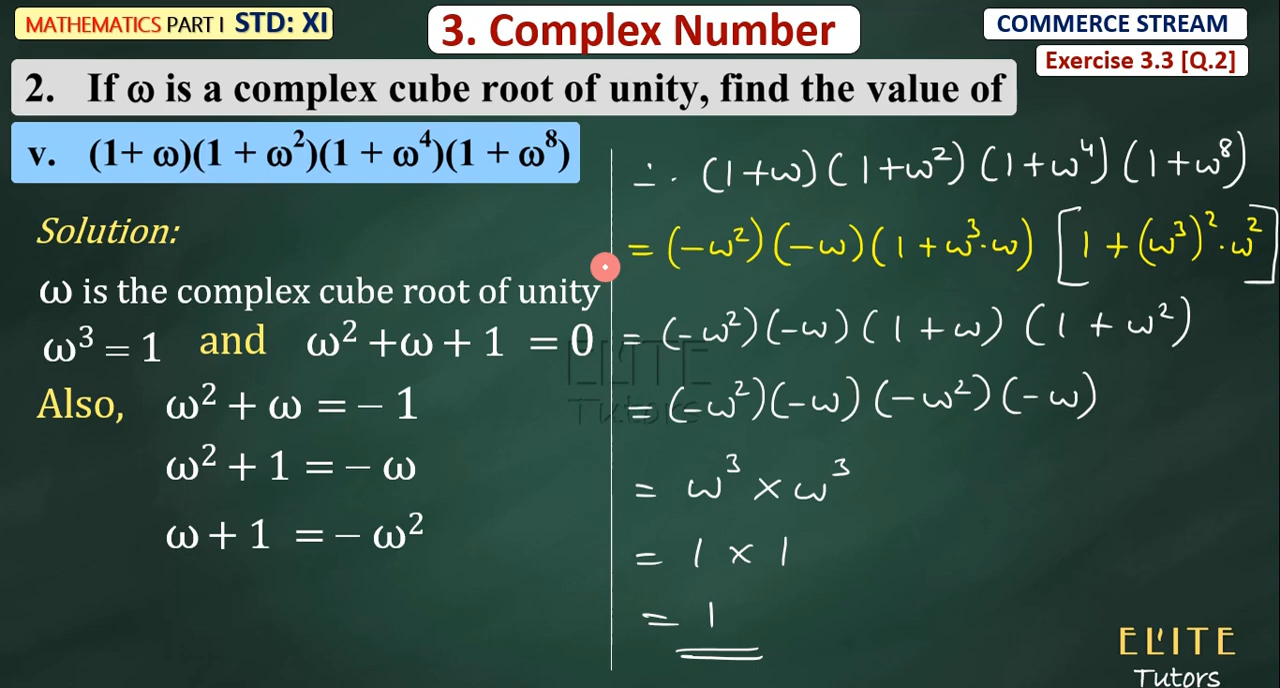 MATHEMATICS PART I STD: XI
3. Complex Number
COMMERCE STREAM
Exercise 3.3 [Q.2]
2. If ω is a complex cube root of unity, find the value of
v. (1+ ω)(1 + ω²)(1 + ω⁴)(1 + ω⁸)
Solution:
ω is the complex cube root of unity
ω³ = 1 and ω² + ω + 1 = 0
Also, ω² + ω = − 1
ω² + 1 = − ω
ω + 1 = − ω²
∴ (1+ω)(1+ω²)(1+ω⁴)(1+ω⁸)
= (−ω²)(−ω)(1 + ω³·ω) [1 + (ω³)²·ω²]
= (−ω²)(−ω)(1 + ω)(1 + ω²)
= (−ω²)(−ω)(−ω²)(−ω)
= ω³ × ω³
= 1 × 1
= 1
ELITE
Tutors
ELITE
Tutors